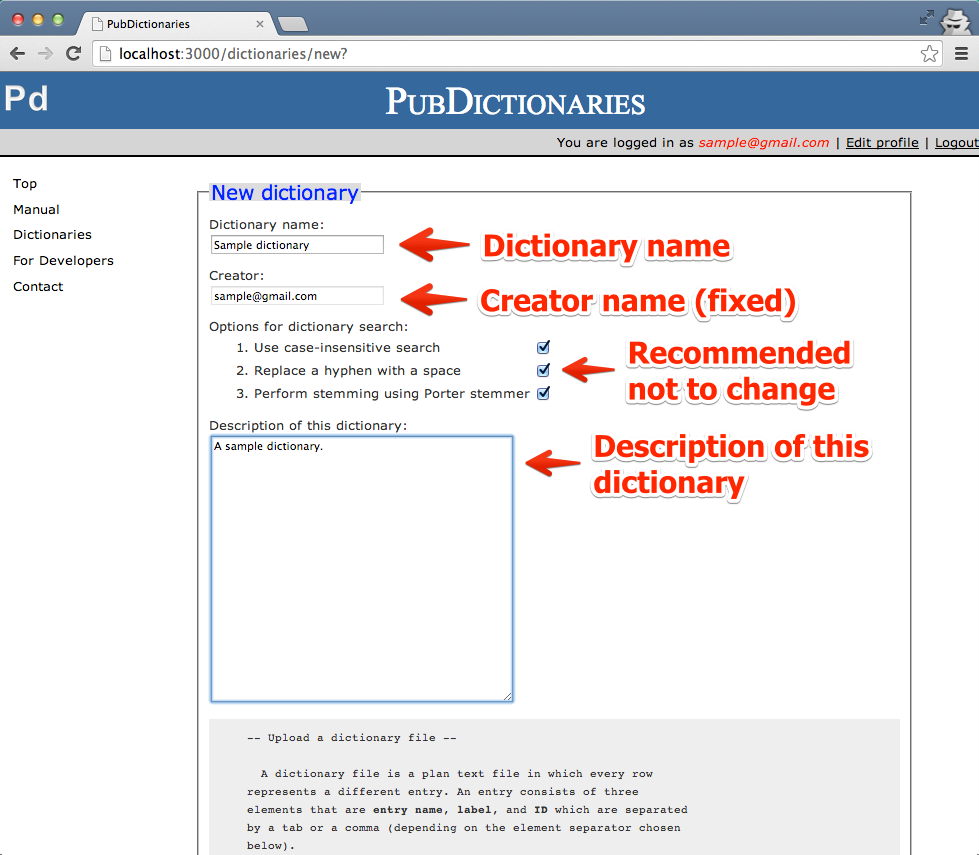 PubDictionaries
localhost:3000/dictionaries/new?
Pd
PubDictionaries
You are logged in as sample@gmail.com | Edit profile | Logout
Top
Manual
Dictionaries
For Developers
Contact
New dictionary
Dictionary name:
Sample dictionary
Dictionary name
Creator:
sample@gmail.com
Creator name (fixed)
Options for dictionary search:
1. Use case-insensitive search
2. Replace a hyphen with a space
3. Perform stemming using Porter stemmer
Recommended
not to change
Description of this dictionary:
A sample dictionary.
Description of this
dictionary
-- Upload a dictionary file --
A dictionary file is a plan text file in which every row
represents a different entry. An entry consists of three
elements that are entry name, label, and ID which are separated
by a tab or a comma (depending on the element separator chosen
below).